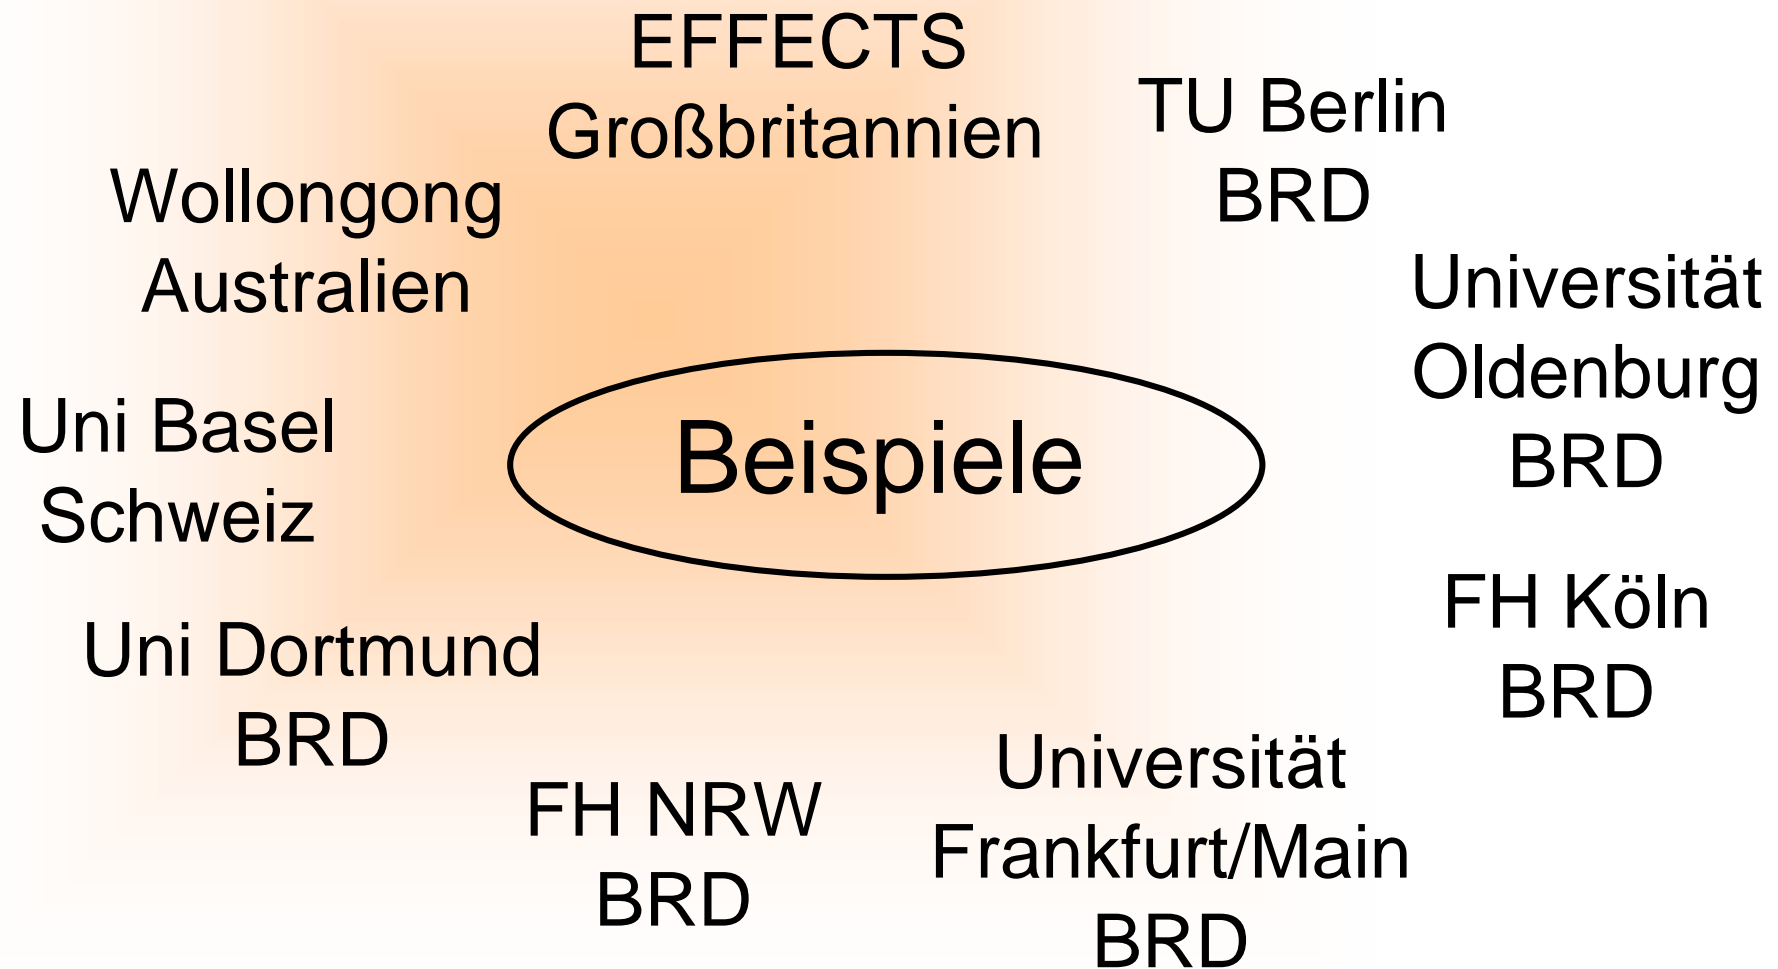 EFFECTS
Großbritannien
TU Berlin
BRD
Wollongong
Australien
Universität
Oldenburg
BRD
Uni Basel
Schweiz
Beispiele
FH Köln
BRD
Uni Dortmund
BRD
Universität
Frankfurt/Main
BRD
FH NRW
BRD